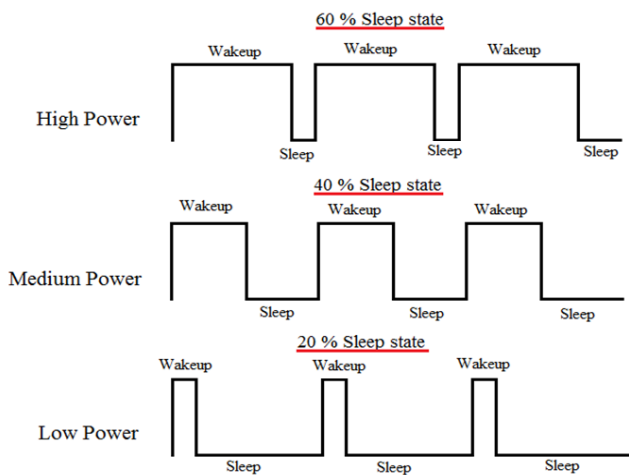 60 % Sleep state
Wakeup Wakeup Wakeup
High Power
Sleep Sleep Sleep
40 % Sleep state
Wakeup Wakeup Wakeup
Medium Power
Sleep Sleep Sleep
20 % Sleep state
Wakeup Wakeup Wakeup
Low Power
Sleep Sleep Sleep